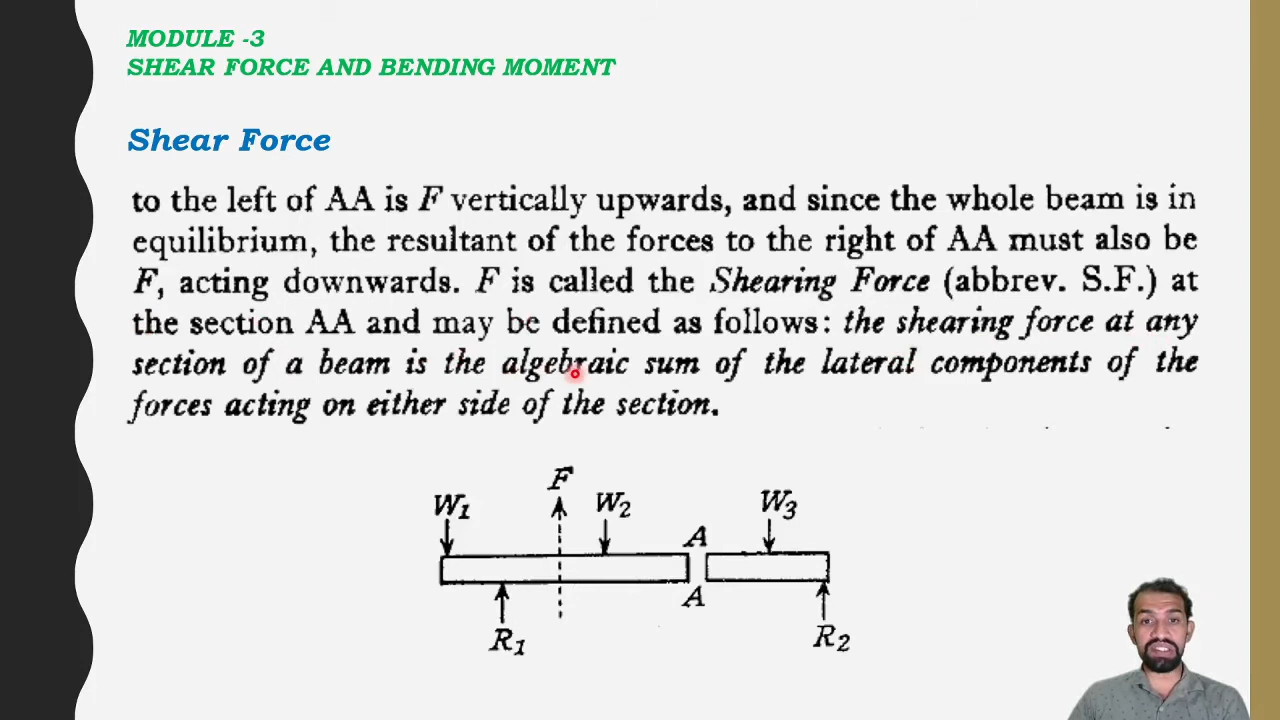 MODULE -3
SHEAR FORCE AND BENDING MOMENT
Shear Force
to the left of AA is F vertically upwards, and since the whole beam is in
equilibrium, the resultant of the forces to the right of AA must also be
F, acting downwards. F is called the Shearing Force (abbrev. S.F.) at
the section AA and may be defined as follows: the shearing force at any
section of a beam is the algebraic sum of the lateral components of the
forces acting on either side of the section.
F
W1 W2 W3
A
A
R1 R2